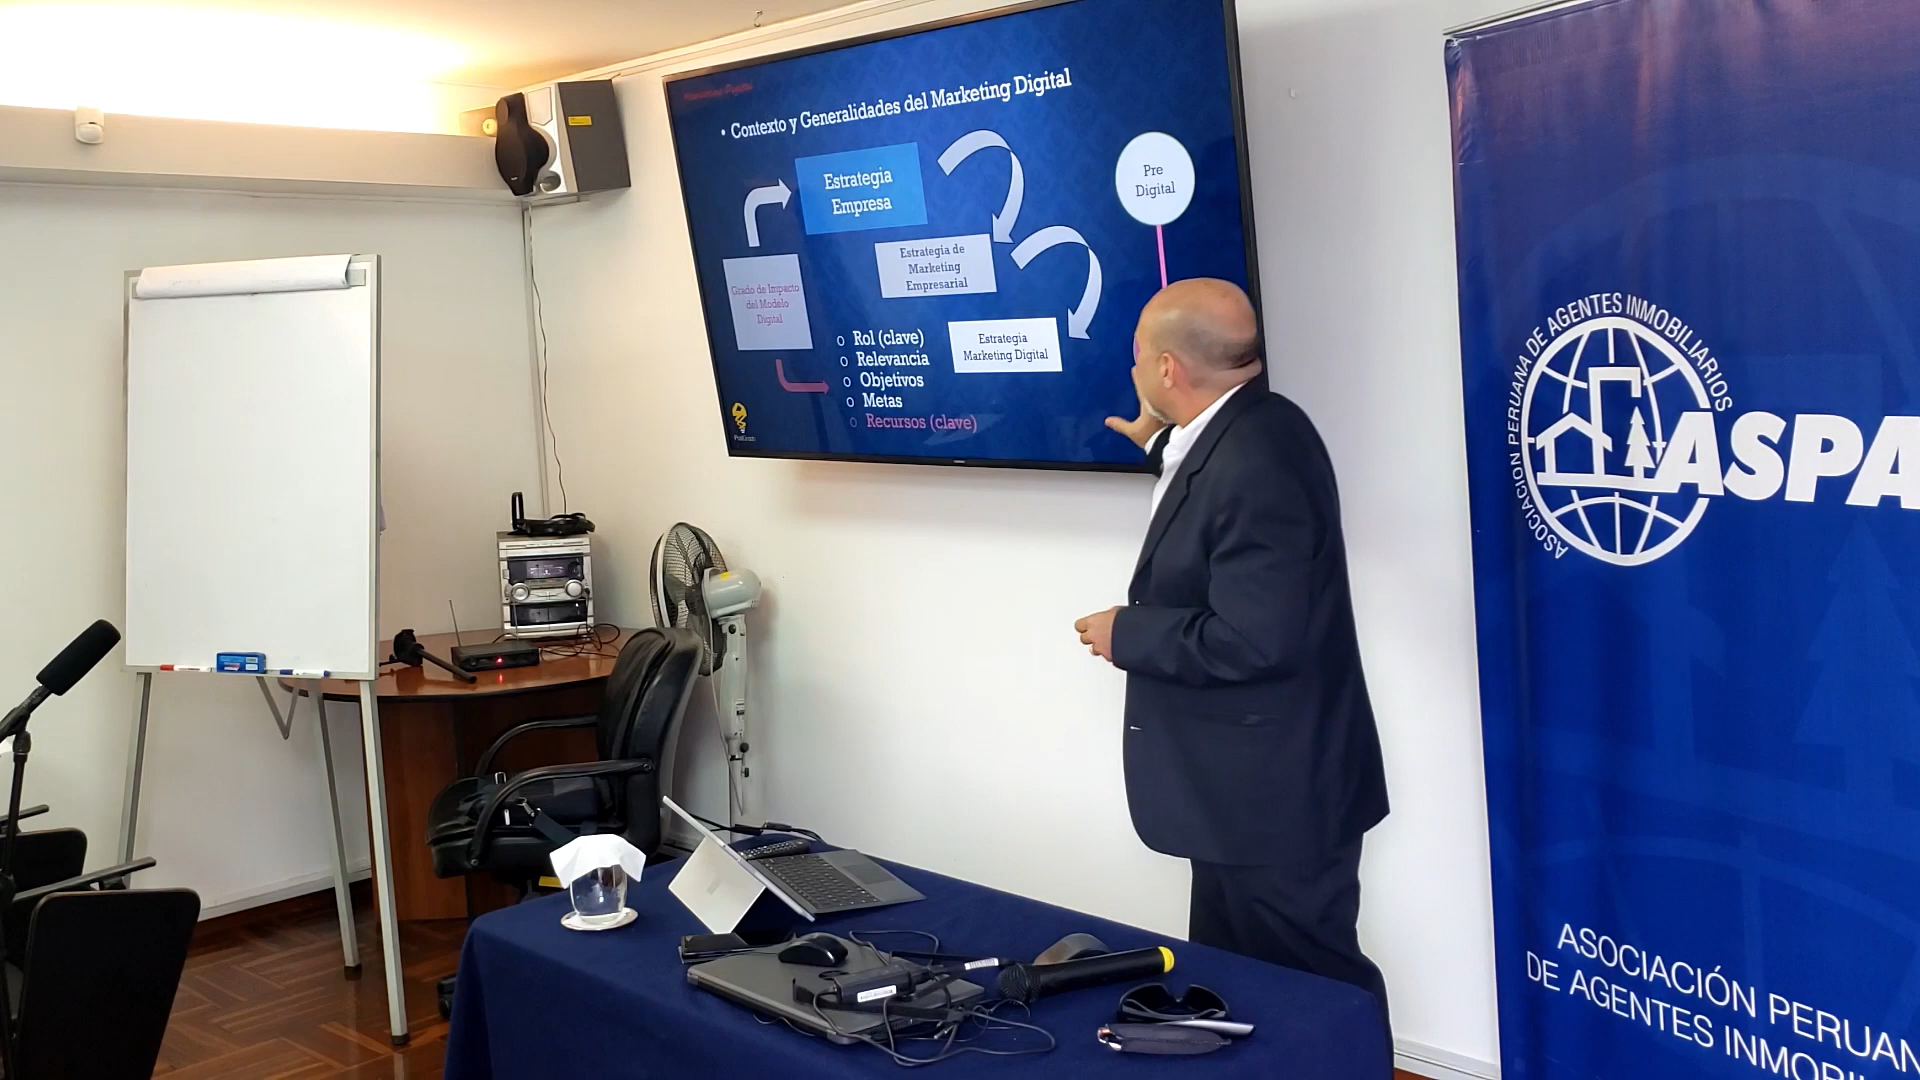 • Contexto y Generalidades del Marketing Digital
Estrategia
Empresa
Pre
Digital
Estrategia de
Marketing
Empresarial
Grado de Impacto
del Modelo
Digital
Estrategia
Marketing Digital
o Rol (clave)
o Relevancia
o Objetivos
o Metas
o Recursos (clave)
ASOCIACION PERUANA DE AGENTES INMOBILIARIOS
ASPA
ASOCIACIÓN PERUAN
DE AGENTES INMOBI